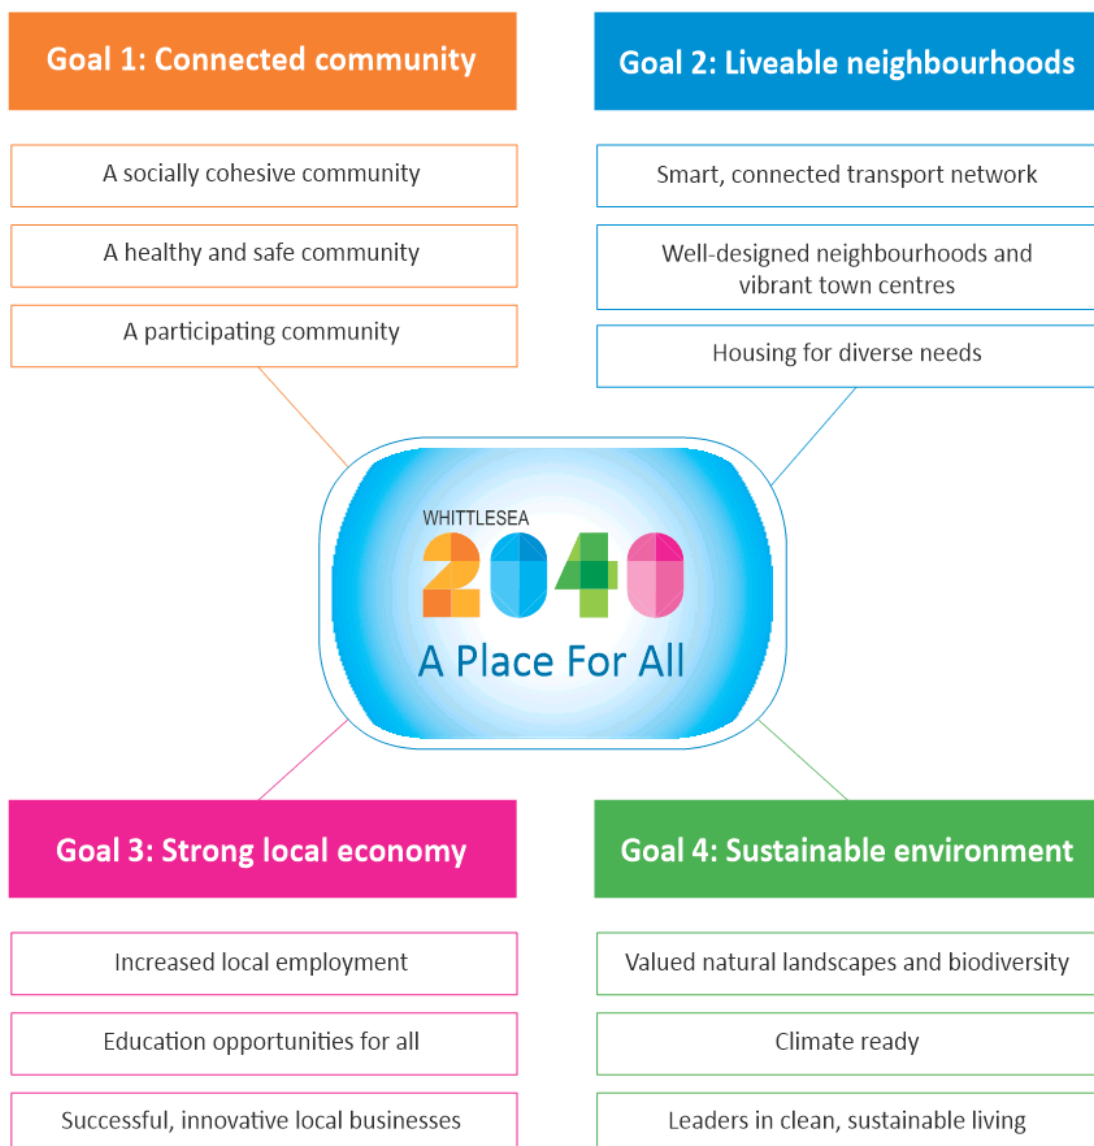 Goal 1: Connected community
A socially cohesive community
A healthy and safe community
A participating community
Goal 2: Liveable neighbourhoods
Smart, connected transport network
Well-designed neighbourhoods and
vibrant town centres
Housing for diverse needs
WHITTLESEA
2040
A Place For All
Goal 3: Strong local economy
Increased local employment
Education opportunities for all
Successful, innovative local businesses
Goal 4: Sustainable environment
Valued natural landscapes and biodiversity
Climate ready
Leaders in clean, sustainable living